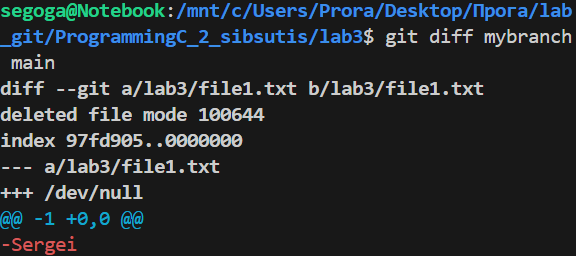 segoga@Notebook:/mnt/c/Users/Prora/Desktop/Прога/lab
_git/ProgrammingC_2_sibsutis/lab3$ git diff mybranch
 main
diff --git a/lab3/file1.txt b/lab3/file1.txt
deleted file mode 100644
index 97fd905..0000000
--- a/lab3/file1.txt
+++ /dev/null
@@ -1 +0,0 @@
-Sergei